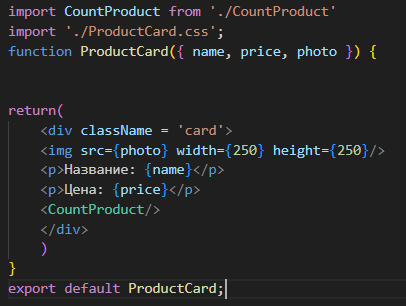 import CountProduct from './CountProduct'
import './ProductCard.css';
function ProductCard({ name, price, photo }) {
return(
<div className = 'card'>
<img src={photo} width={250} height={250}/>
<p>Название: {name}</p>
<p>Цена: {price}</p>
<CountProduct/>
</div>
)
}
export default ProductCard;